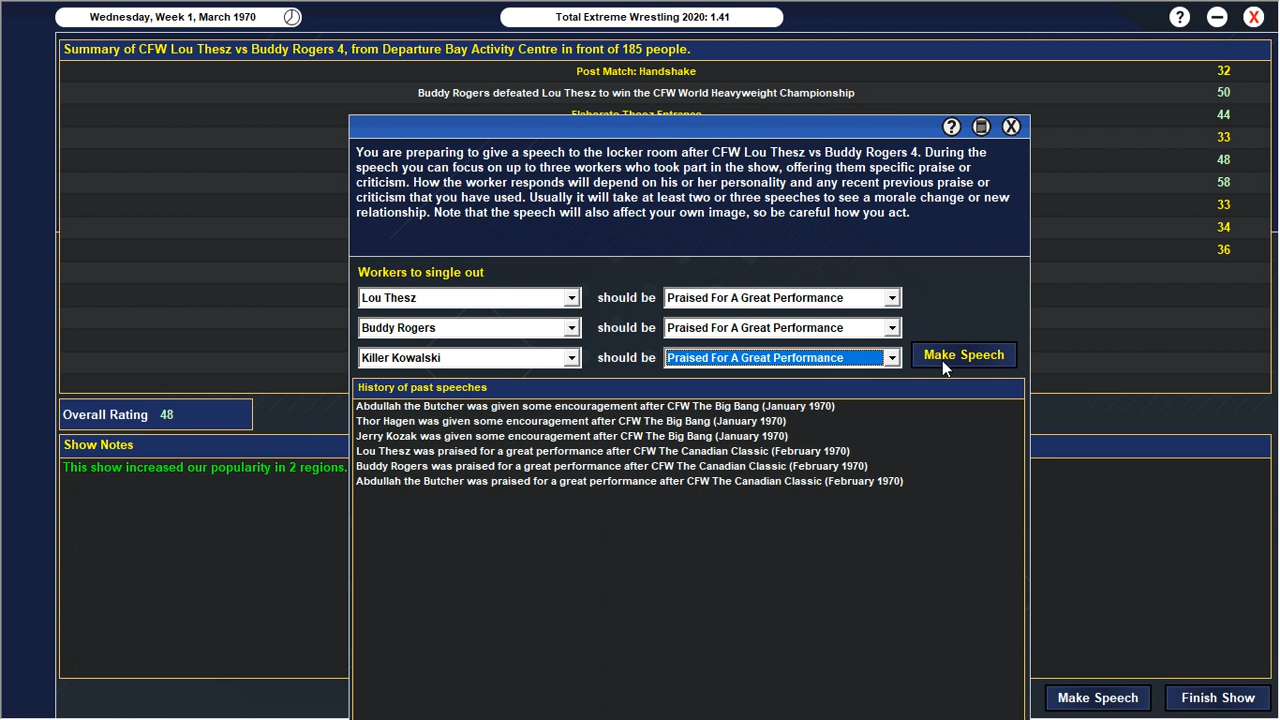 Wednesday, Week 1, March 1970
Total Extreme Wrestling 2020: 1.41
? X
Summary of CFW Lou Thesz vs Buddy Rogers 4, from Departure Bay Activity Centre in front of 185 people.
Post Match: Handshake 32
Buddy Rogers defeated Lou Thesz to win the CFW World Heavyweight Championship 50
Elaborate Thesz Entrance 44
33
48
58
33
34
36
? X
You are preparing to give a speech to the locker room after CFW Lou Thesz vs Buddy Rogers 4. During the
speech you can focus on up to three workers who took part in the show, offering them specific praise or
criticism. How the worker responds will depend on his or her personality and any recent previous praise or
criticism that you have used. Usually it will take at least two or three speeches to see a morale change or new
relationship. Note that the speech will also affect your own image, so be careful how you act.
Workers to single out
Lou Thesz should be Praised For A Great Performance
Buddy Rogers should be Praised For A Great Performance
Killer Kowalski should be Praised For A Great Performance Make Speech
History of past speeches
Abdullah the Butcher was given some encouragement after CFW The Big Bang (January 1970)
Thor Hagen was given some encouragement after CFW The Big Bang (January 1970)
Jerry Kozak was given some encouragement after CFW The Big Bang (January 1970)
Lou Thesz was praised for a great performance after CFW The Canadian Classic (February 1970)
Buddy Rogers was praised for a great performance after CFW The Canadian Classic (February 1970)
Abdullah the Butcher was praised for a great performance after CFW The Canadian Classic (February 1970)
Overall Rating 48
Show Notes
This show increased our popularity in 2 regions.
Make Speech Finish Show